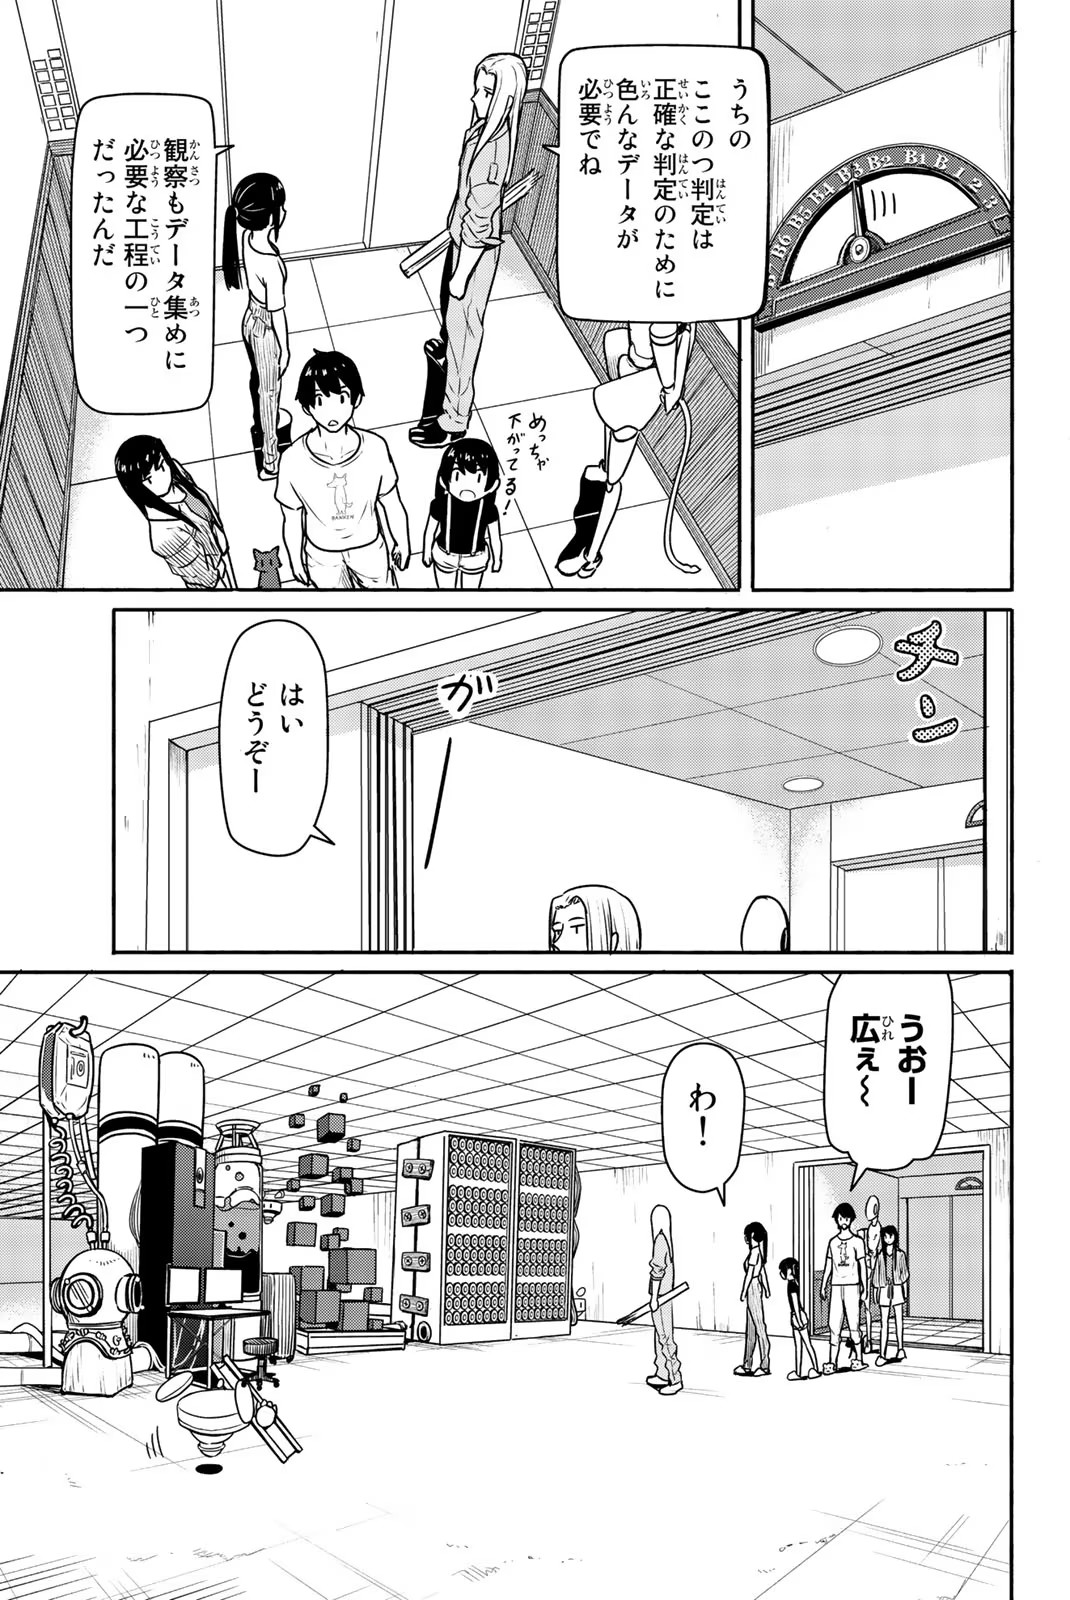 3
2
1
B1
B2
B3
B4
B5
B6
うちの
ここのつ判定は
正確な判定のために
色んなデータが
必要でね
観察もデータ集めに
必要な工程の一つ
だったんだ
めっちゃ
下がってる!
BANKEN
チーン
ガー
はい
どうぞー
うおー
広ぇ〜
わ!